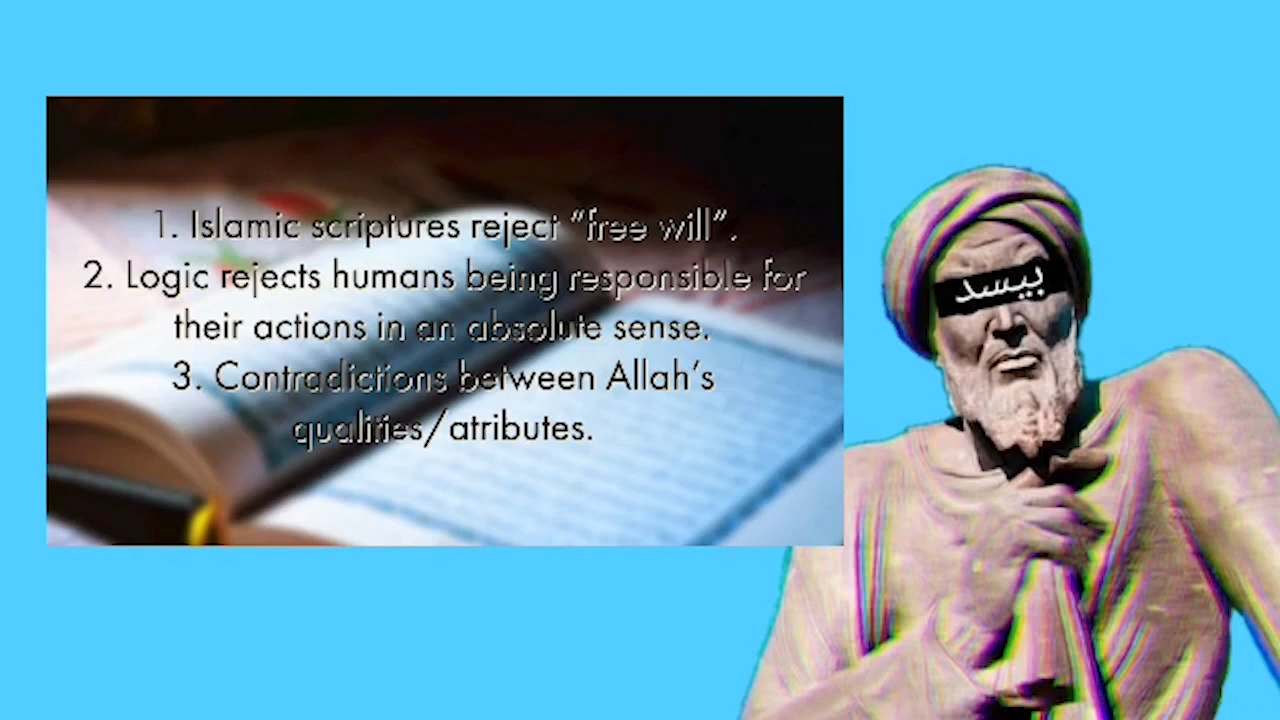 1. Islamic scriptures reject “free will”.
2. Logic rejects humans being responsible for
their actions in an absolute sense.
3. Contradictions between Allah’s
qualities/atributes.
بيسد